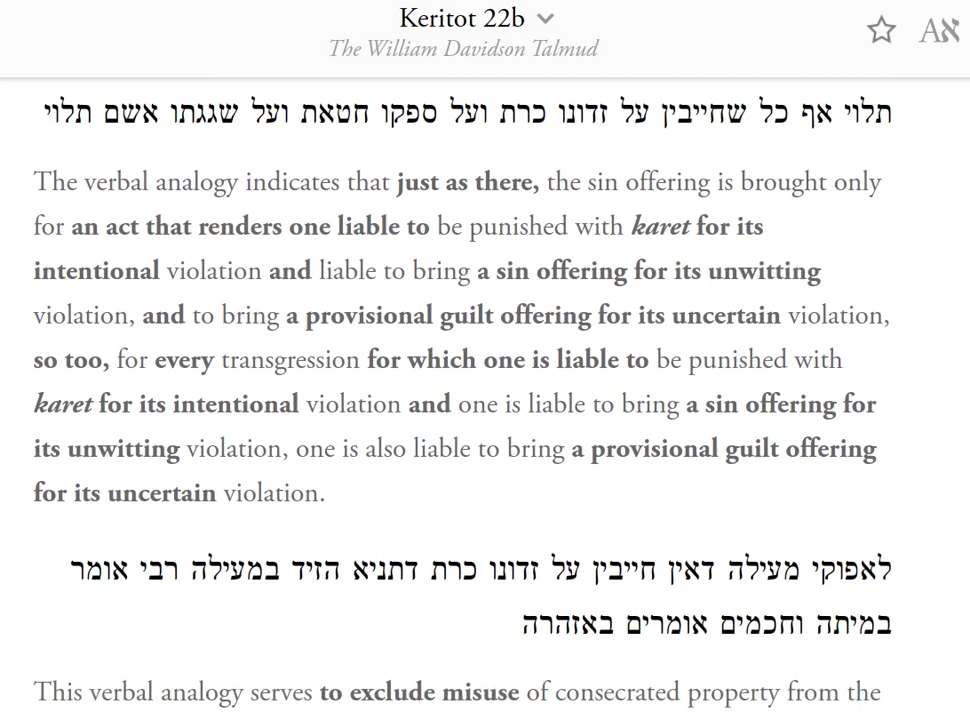 Keritot 22b
The William Davidson Talmud
Aא
תלוי אף כל שחייבין על זדונו כרת ועל ספקו חטאת ועל שגגתו אשם תלוי
The verbal analogy indicates that just as there, the sin offering is brought only
for an act that renders one liable to be punished with karet for its
intentional violation and liable to bring a sin offering for its unwitting
violation, and to bring a provisional guilt offering for its uncertain violation,
so too, for every transgression for which one is liable to be punished with
karet for its intentional violation and one is liable to bring a sin offering for
its unwitting violation, one is also liable to bring a provisional guilt offering
for its uncertain violation.
לאפוקי מעילה דאין חייבין על זדונו כרת דתניא הזיד במעילה רבי אומר
במיתה וחכמים אומרים באזהרה
This verbal analogy serves to exclude misuse of consecrated property from the